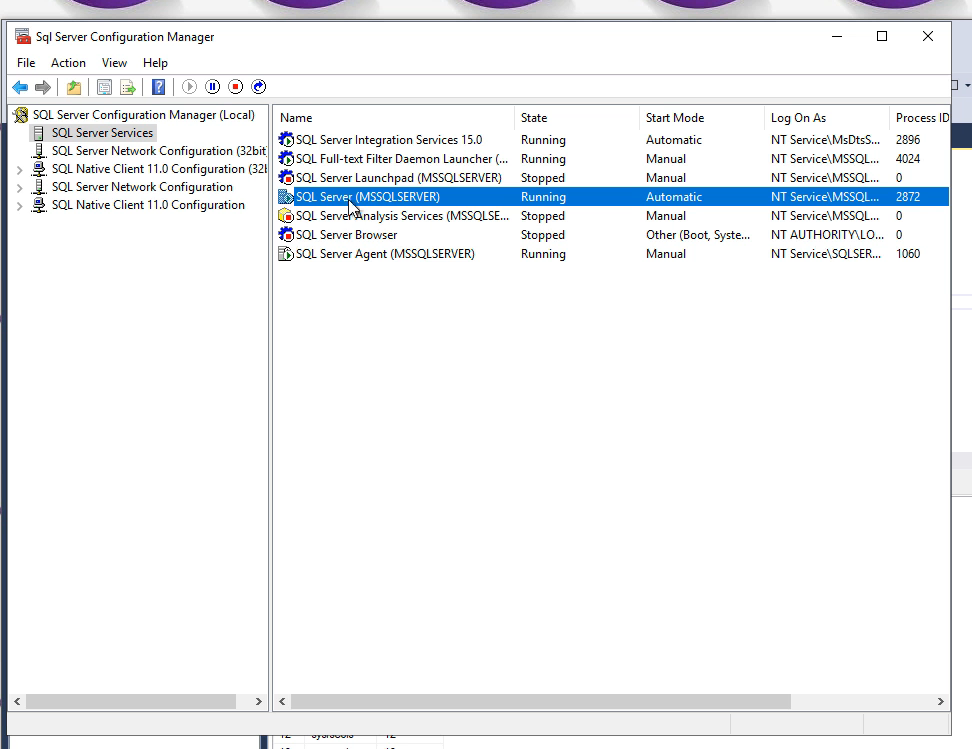 Sql Server Configuration Manager
File Action View Help
SQL Server Configuration Manager (Local)
SQL Server Services
SQL Server Network Configuration (32bit
SQL Native Client 11.0 Configuration (32
SQL Server Network Configuration
SQL Native Client 11.0 Configuration
Name State Start Mode Log On As Process ID
SQL Server Integration Services 15.0 Running Automatic NT Service\MsDtsS... 2896
SQL Full-text Filter Daemon Launcher (... Running Manual NT Service\MSSQL... 4024
SQL Server Launchpad (MSSQLSERVER) Stopped Manual NT Service\MSSQL... 0
SQL Server (MSSQLSERVER) Running Automatic NT Service\MSSQL... 2872
SQL Server Analysis Services (MSSQLSE... Stopped Manual NT Service\MSSQL... 0
SQL Server Browser Stopped Other (Boot, Syste... NT AUTHORITY\LO... 0
SQL Server Agent (MSSQLSERVER) Running Manual NT Service\SQLSER... 1060